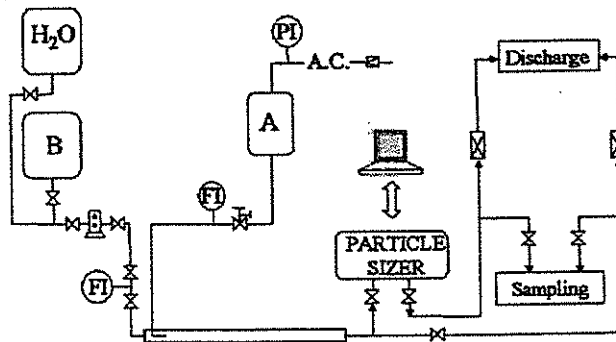 H₂O
PI
A.C.
Discharge
B
A
FI
PARTICLE
SIZER
FI
Sampling